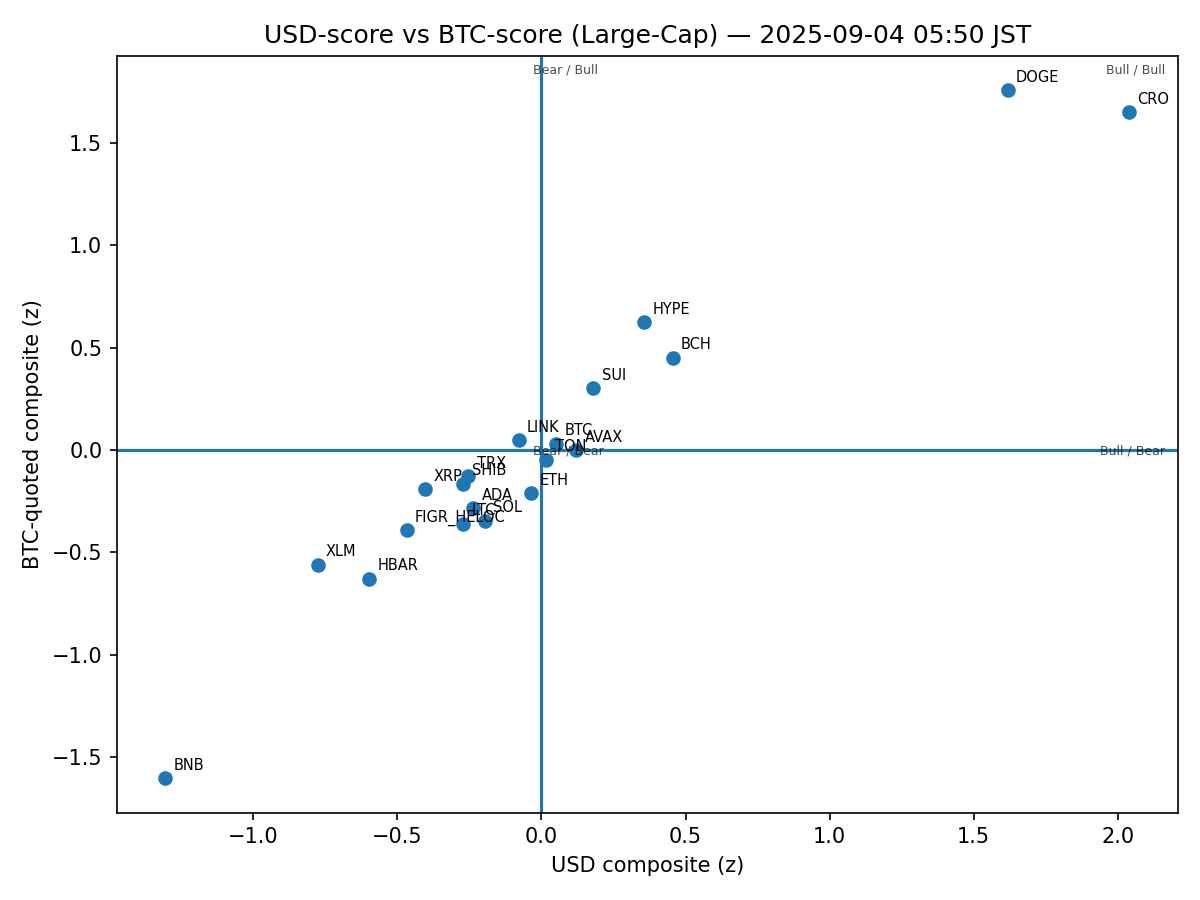 USD-score vs BTC-score (Large-Cap) — 2025-09-04 05:50 JST
Bear / Bull
Bull / Bull
DOGE
CRO
1.5
1.0
HYPE
0.5
BCH
SUI
LINK
BTC
AVAX
TON
0.0
Bear / Bear
Bull / Bear
TRX
SHIB
XRP
ETH
ADA
LTC
SOL
FIGR_HELOC
−0.5
XLM
HBAR
−1.0
−1.5
BNB
−1.0
−0.5
0.0
0.5
1.0
1.5
2.0
USD composite (z)
BTC-quoted composite (z)